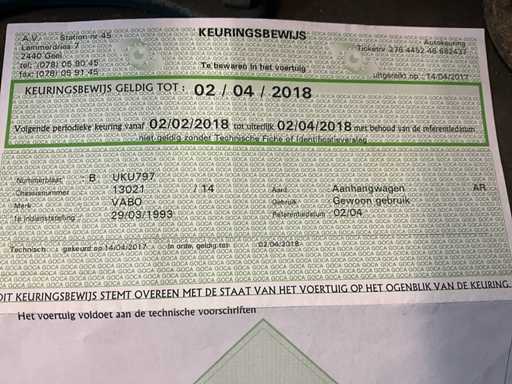 KEURINGSBEWIJS
A.V. Station nr 45
Lammerdries 7
2440 Geel
tel: (078) 05 90 45
fax: (078) 05 91 45
Autokeuring
Ticketnr 276 4452 46 682437
Te bewaren in het voertuig
uitgereikt op : 14/04/2017
KEURINGSBEWIJS GELDIG TOT : 02 / 04 / 2018
Volgende periodieke keuring vanaf 02/02/2018 tot uiterlijk 02/04/2018 met behoud van de referentiedatum
niet geldig zonder Technische Fiche of Identificatieverslag
Nummerplaat - B UKU797
Chassisnummer 13021 / 14 Aard Aanhangwagen AR
Merk VABO Gebruik Gewoon gebruik
1e indienststelling 29/03/1993 Referentiedatum 02/04
Technisch : gekeurd op 14/04/2017 In orde, geldig tot 02/04/2018
DIT KEURINGSBEWIJS STEMT OVEREEN MET DE STAAT VAN HET VOERTUIG OP HET OGENBLIK VAN DE KEURING.
Het voertuig voldoet aan de technische voorschriften